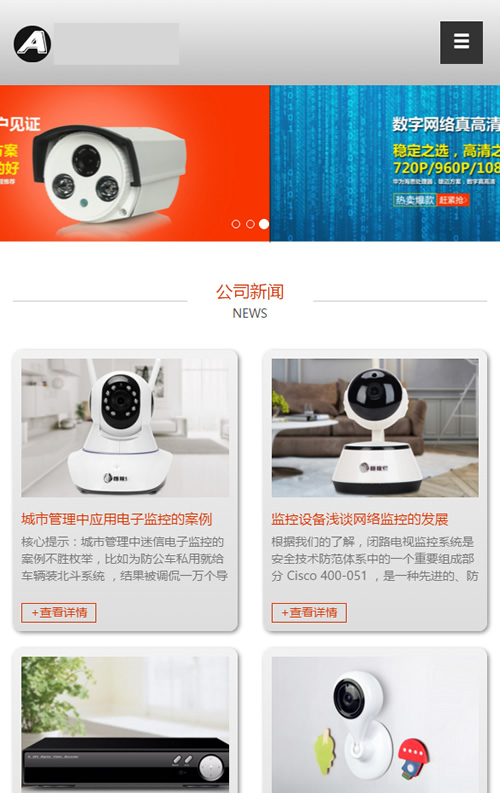 A
户见证
方案
的好
数字网络真高清
稳定之选，高清之
720P/960P/108
热卖爆款 赶紧抢>
公司新闻
NEWS
城市管理中应用电子监控的案例
核心提示：城市管理中迷信电子监控的
案例不胜枚举，比如为防公车私用就给
车辆装北斗系统 ，结果被调侃一万个导
+查看详情
监控设备浅谈网络监控的发展
根据我们的了解，闭路电视监控系统是
安全技术防范体系中的一个重要组成部
分 Cisco 400-051 ，是一种先进的、防
+查看详情